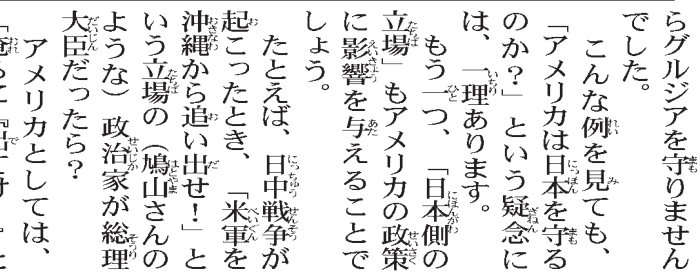 らグルジアを守りません
でした。
こんな例を見ても、
「アメリカは日本を守る
のか？」という疑念に
は、一理あります。
もう一つ、「日本側の
立場」もアメリカの政策
に影響を与えることで
しょう。
たとえば、日中戦争が
起こったとき、「米軍を
沖縄から追い出せ！」と
いう立場の（鳩山さんの
ような）政治家が総理
大臣だったら？
アメリカとしては、